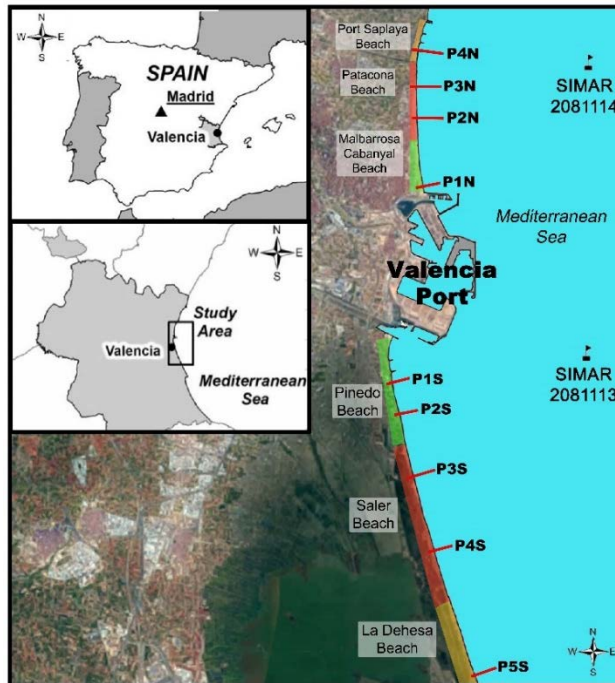 N
W E
S
SPAIN
Madrid
Valencia
N
W E
S
Study
Area
Valencia
Mediterranean
Sea
Port Saplaya
Beach
P4N
Patacona
Beach
P3N
P2N
Malbarrosa
Cabanyal
Beach
P1N
SIMAR
2081114
Mediterranean
Sea
Valencia
Port
SIMAR
2081113
P1S
Pinedo
Beach
P2S
P3S
Saler
Beach
P4S
La Dehesa
Beach
P5S
N
W E
S